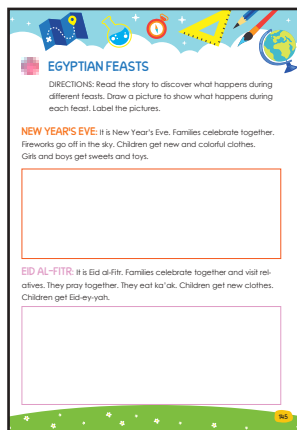 EGYPTIAN FEASTS
DIRECTIONS: Read the story to discover what happens during
different feasts. Draw a picture to show what happens during
each feast. Label the pictures.
NEW YEAR'S EVE: It is New Year's Eve. Families celebrate together.
Fireworks go off in the sky. Children get new and colorful clothes.
Girls and boys get sweets and toys.
EID AL-FITR: It is Eid al-Fitr. Families celebrate together and visit rel-
atives. They pray together. They eat ka'ak. Children get new clothes.
Children get Eid-ey-yah.
145